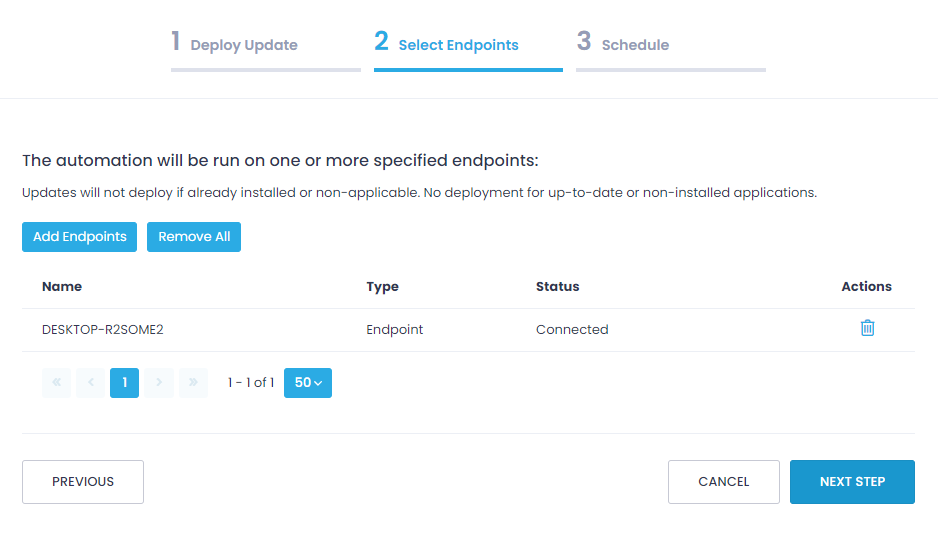 1 Deploy Update 2 Select Endpoints 3 Schedule
The automation will be run on one or more specified endpoints:
Updates will not deploy if already installed or non-applicable. No deployment for up-to-date or non-installed applications.
Add Endpoints Remove All
Name Type Status Actions
DESKTOP-R2SOME2 Endpoint Connected
« ‹ 1 › » 1 - 1 of 1 50
PREVIOUS CANCEL NEXT STEP